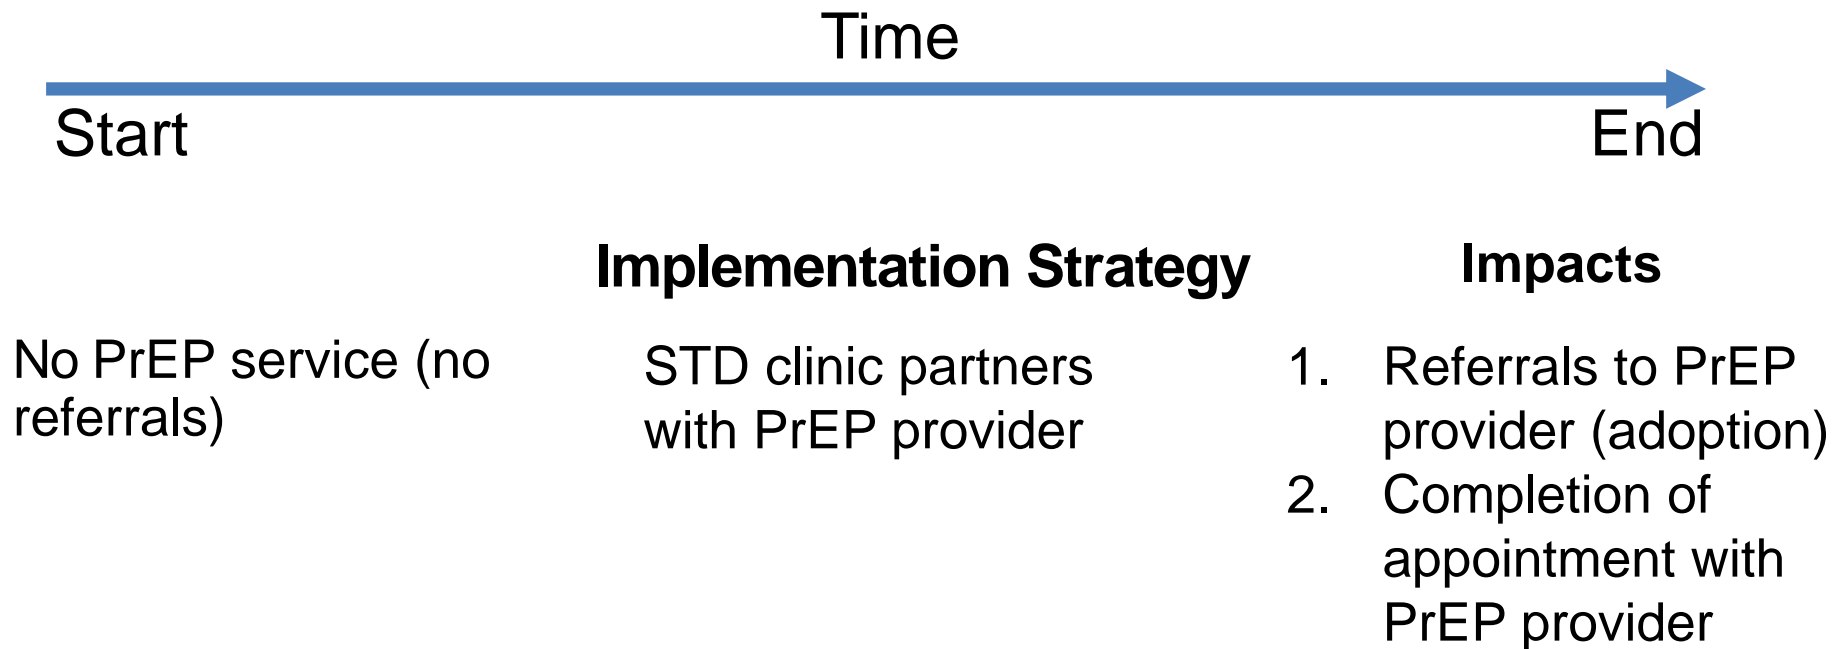 Time
Start
End
Implementation Strategy
Impacts
No PrEP service (no
referrals)
STD clinic partners
with PrEP provider
1. Referrals to PrEP
provider (adoption)
2. Completion of
appointment with
PrEP provider